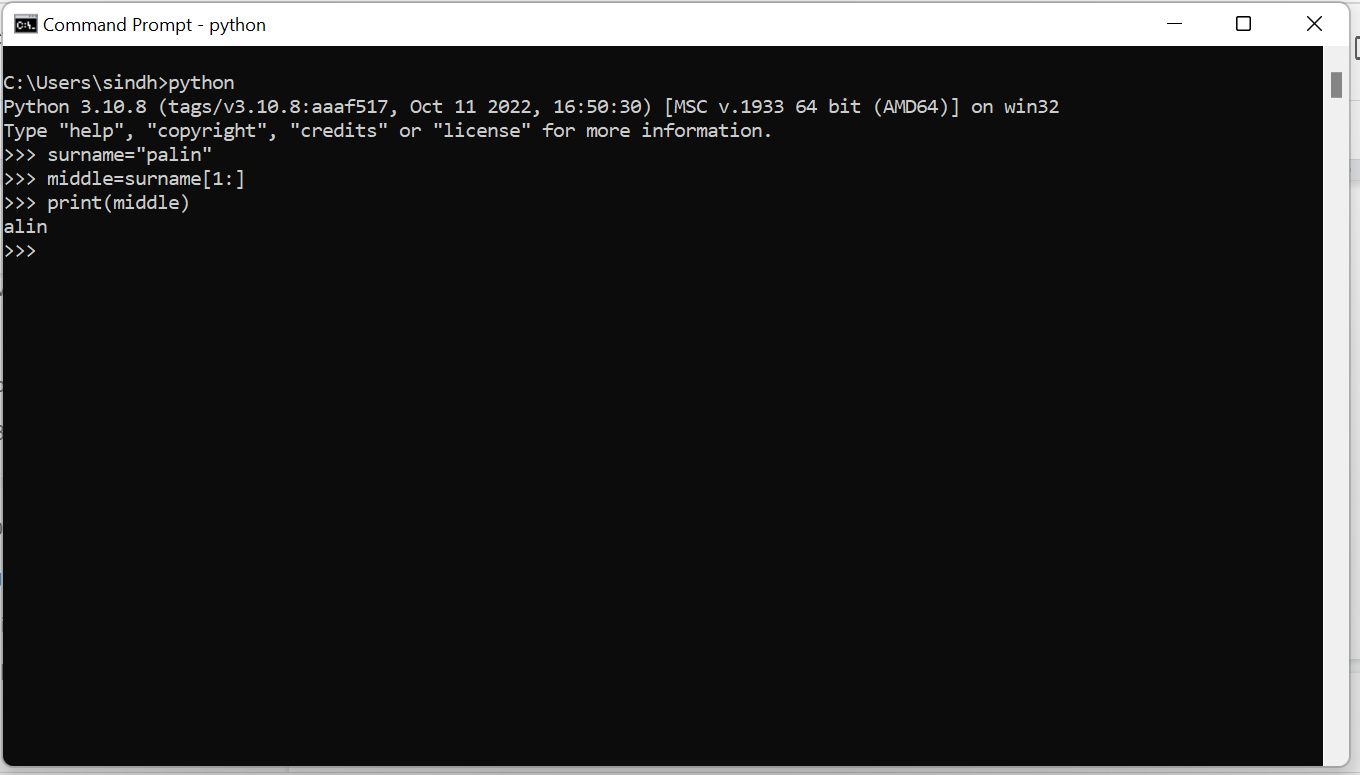 Command Prompt - python
C:\Users\sindh>python
Python 3.10.8 (tags/v3.10.8:aaaf517, Oct 11 2022, 16:50:30) [MSC v.1933 64 bit (AMD64)] on win32
Type "help", "copyright", "credits" or "license" for more information.
>>> surname="palin"
>>> middle=surname[1:]
>>> print(middle)
alin
>>>